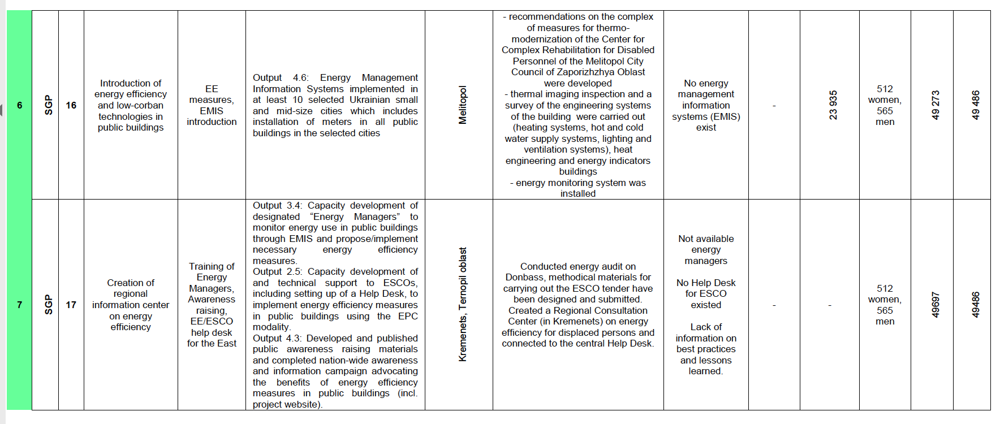 6
SGP
16
Introduction of
energy efficiency
and low-corban
technologies in
public buildings
EE
measures,
EMIS
introduction
Output 4.6: Energy Management
Information Systems implemented in
at least 10 selected Ukrainian small
and mid-size cities which includes
installation of meters in all public
buildings in the selected cities
Melitopol
- recommendations on the complex
of measures for thermo-
modernization of the Center for
Complex Rehabilitation for Disabled
Personnel of the Melitopol City
Council of Zaporizhzhya Oblast
were developed
- thermal imaging inspection and a
survey of the engineering systems
of the building were carried out
(heating systems, hot and cold
water supply systems, lighting and
ventilation systems), heat
engineering and energy indicators
buildings
- energy monitoring system was
installed
No energy
management
information
systems (EMIS)
exist
-
23 935
512
women,
565
men
49 273
49 486
7
SGP
17
Creation of
regional
information center
on energy
efficiency
Training of
Energy
Managers,
Awareness
raising,
EE/ESCO
help desk
for the East
Output 3.4: Capacity development of
designated “Energy Managers” to
monitor energy use in public buildings
through EMIS and propose/implement
necessary energy efficiency
measures.
Output 2.5: Capacity development of
and technical support to ESCOs,
including setting up of a Help Desk, to
implement energy efficiency measures
in public buildings using the EPC
modality.
Output 4.3: Developed and published
public awareness raising materials
and completed nation-wide awareness
and information campaign advocating
the benefits of energy efficiency
measures in public buildings (incl.
project website).
Kremenets, Ternopil oblast
Conducted energy audit on
Donbass, methodical materials for
carrying out the ESCO tender have
been designed and submitted.
Created a Regional Consultation
Center (in Kremenets) on energy
efficiency for displaced persons and
connected to the central Help Desk.
Not available
energy
managers
No Help Desk
for ESCO
existed
Lack of
information on
best practices
and lessons
learned.
-
-
512
women,
565
men
49697
49486